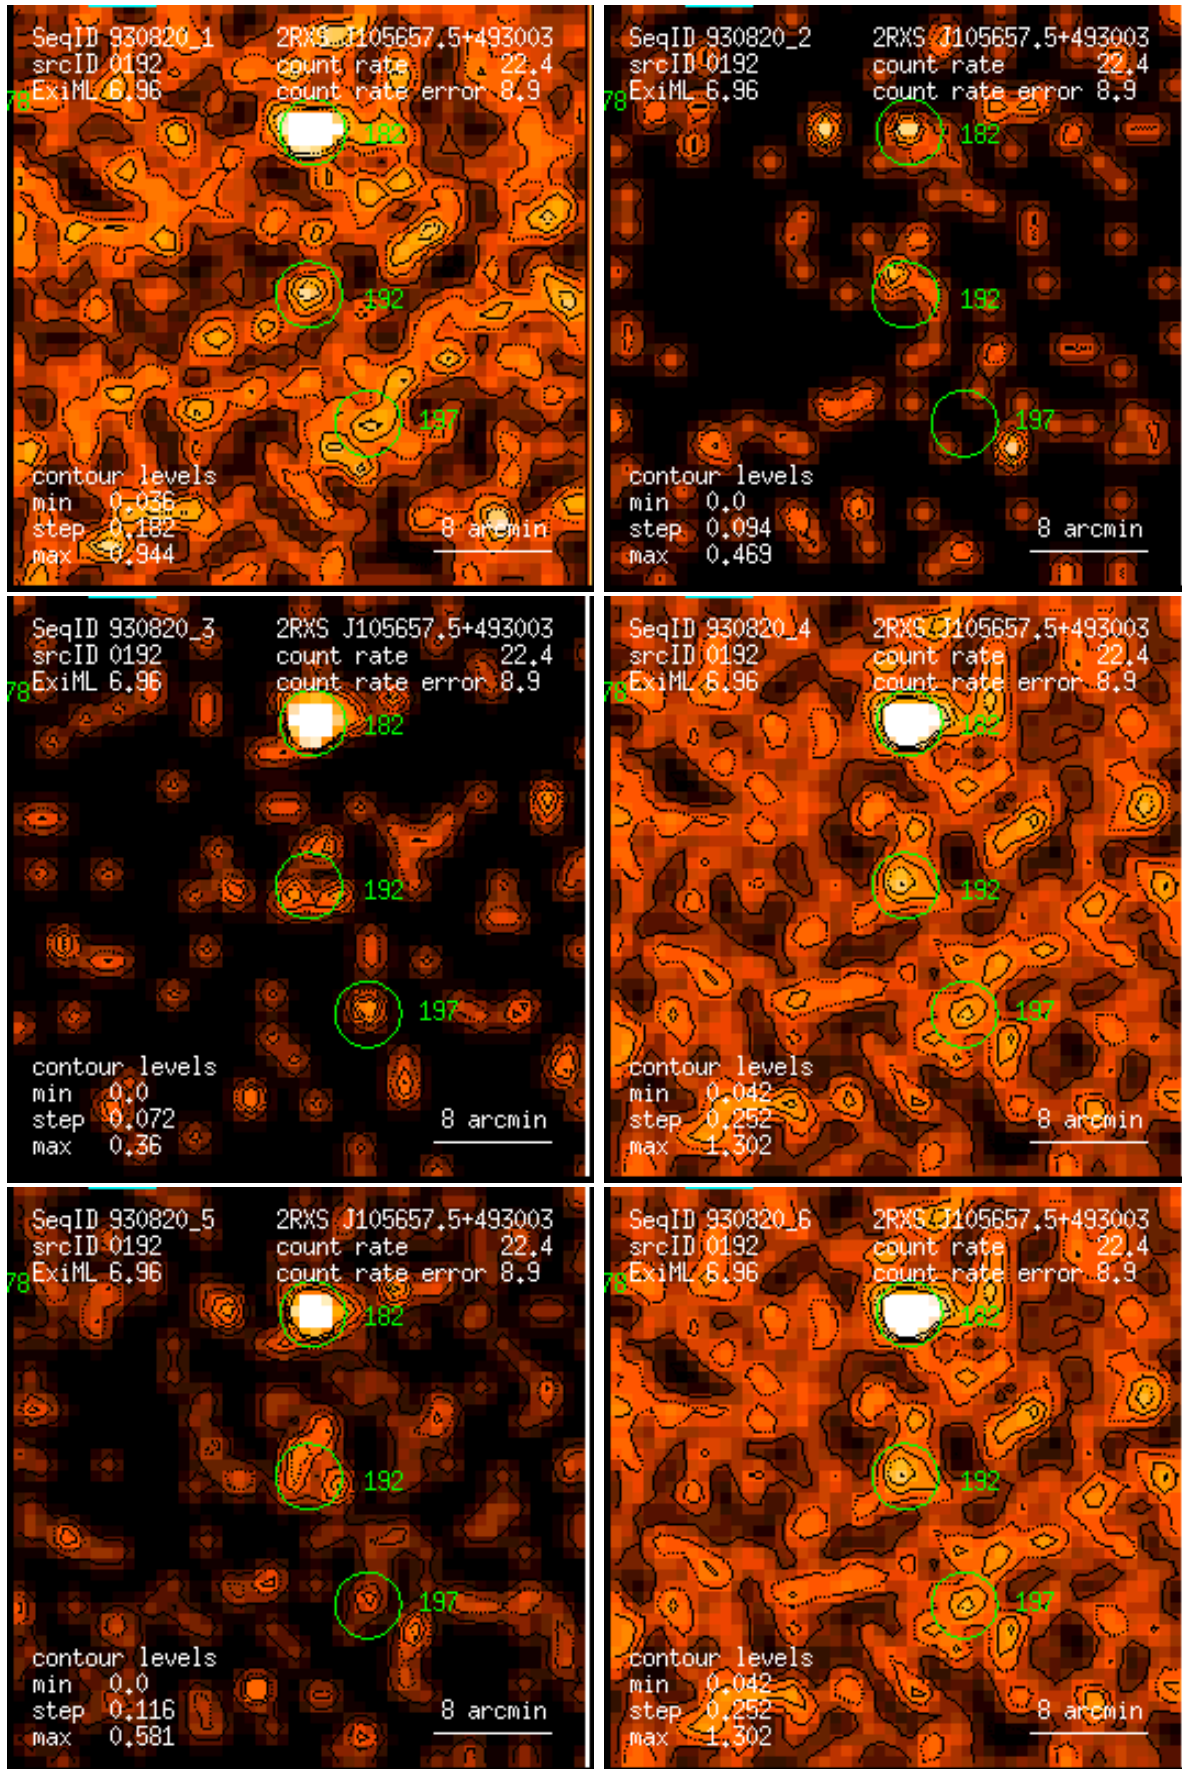 SeqID 930820_1 2RXS J105657.5+493003
srcID 0192 count rate 22.4
78 ExiML 6.96 count rate error 8.9
182
192
197
contour levels
min 0.036
step 0.182 8 arcmin
max 0.944
SeqID 930820_2 2RXS J105657.5+493003
srcID 0192 count rate 22.4
78 ExiML 6.96 count rate error 8.9
182
192
197
contour levels
min 0.0
step 0.094 8 arcmin
max 0.469
SeqID 930820_3 2RXS J105657.5+493003
srcID 0192 count rate 22.4
78 ExiML 6.96 count rate error 8.9
182
192
197
contour levels
min 0.0
step 0.072 8 arcmin
max 0.36
SeqID 930820_4 2RXS J105657.5+493003
srcID 0192 count rate 22.4
78 ExiML 6.96 count rate error 8.9
182
192
197
contour levels
min 0.042
step 0.252 8 arcmin
max 1.302
SeqID 930820_5 2RXS J105657.5+493003
srcID 0192 count rate 22.4
78 ExiML 6.96 count rate error 8.9
182
192
197
contour levels
min 0.0
step 0.116 8 arcmin
max 0.581
SeqID 930820_6 2RXS J105657.5+493003
srcID 0192 count rate 22.4
78 ExiML 6.96 count rate error 8.9
182
192
197
contour levels
min 0.042
step 0.252 8 arcmin
max 1.302